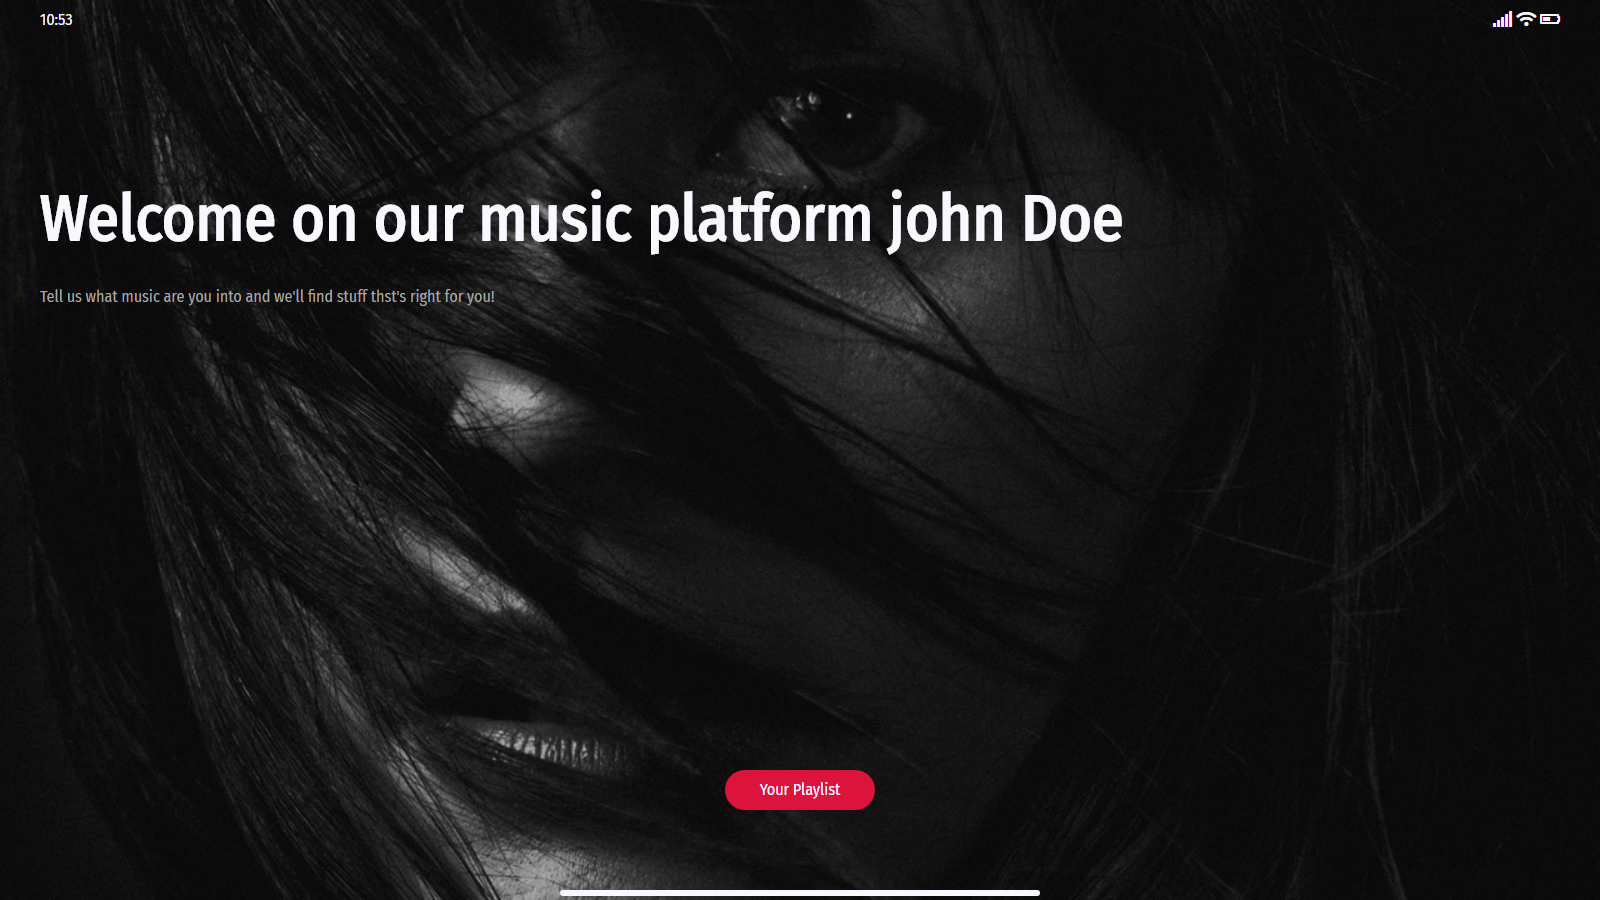 10:53
Welcome on our music platform john Doe
Tell us what music are you into and we'll find stuff thst's right for you!
Your Playlist